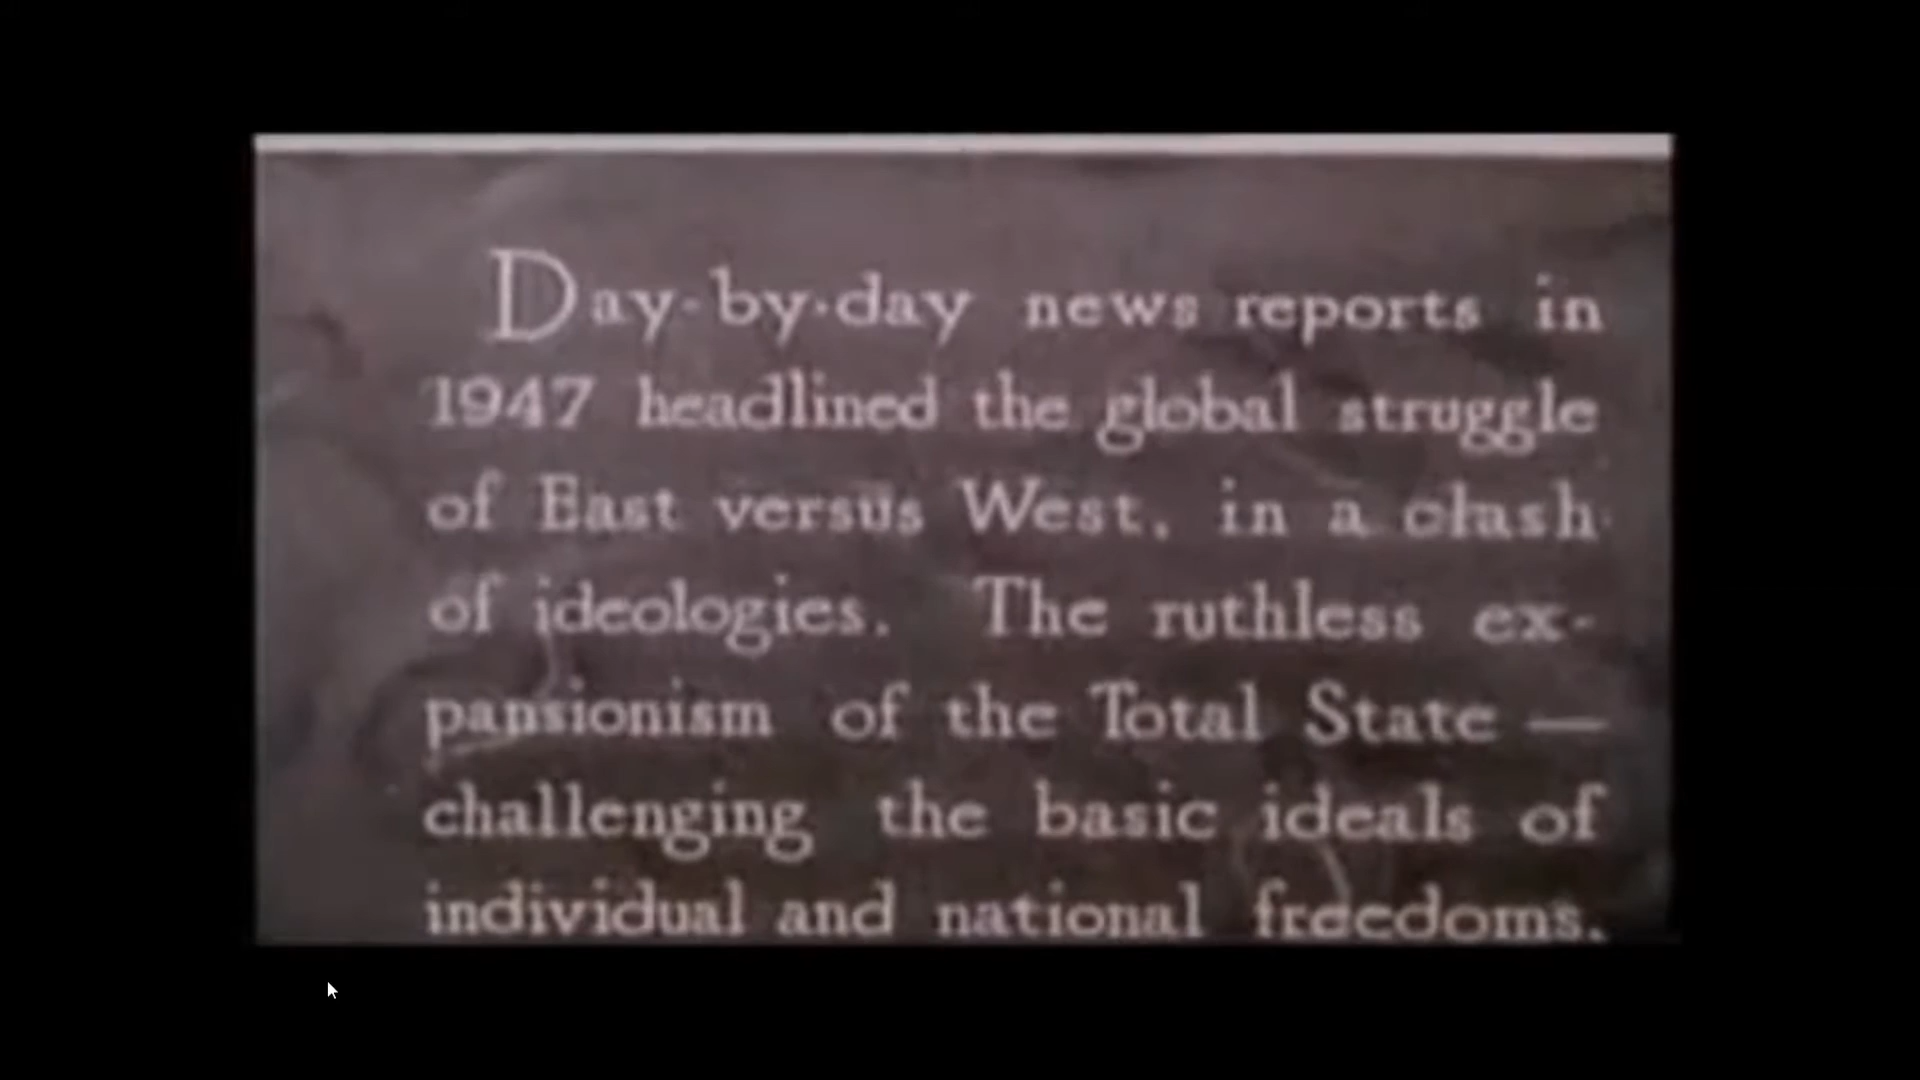 Day-by-day news reports in
1947 headlined the global struggle
of East versus West, in a clash
of ideologies. The ruthless ex-
pansionism of the Total State —
challenging the basic ideals of
individual and national freedoms.